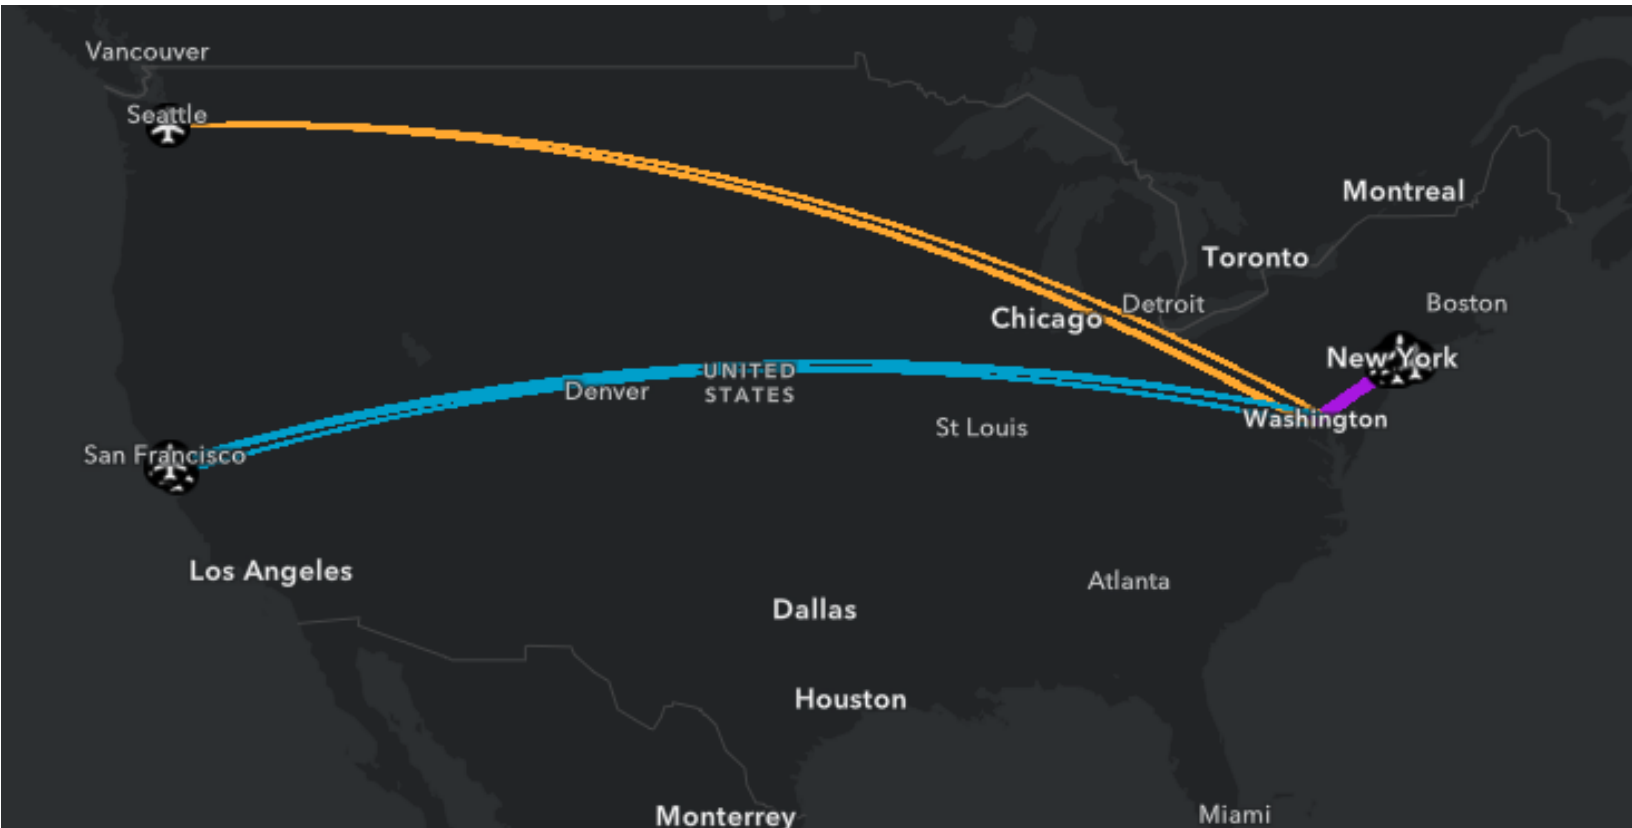 Vancouver
Seattle
Montreal
Toronto
Boston
Detroit
Chicago
New York
UNITED
STATES
Denver
Washington
St Louis
San Francisco
Los Angeles
Atlanta
Dallas
Houston
Monterrey
Miami